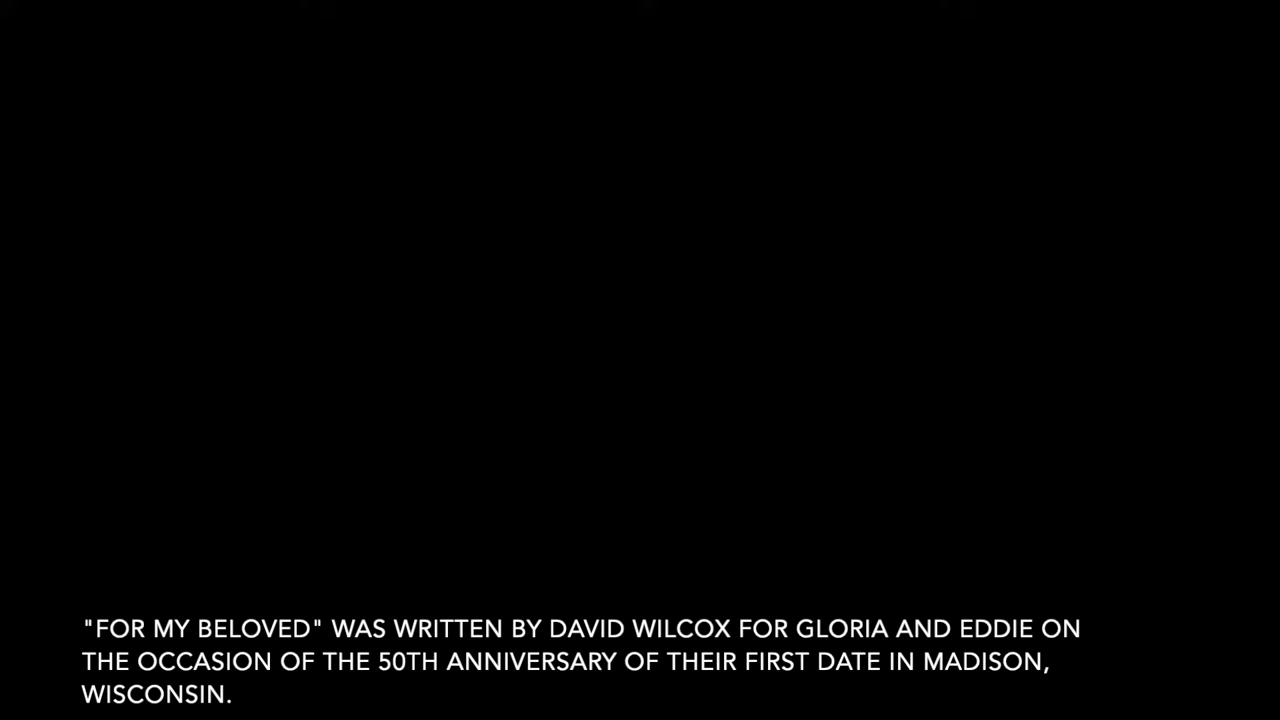 "FOR MY BELOVED" WAS WRITTEN BY DAVID WILCOX FOR GLORIA AND EDDIE ON
THE OCCASION OF THE 50TH ANNIVERSARY OF THEIR FIRST DATE IN MADISON,
WISCONSIN.